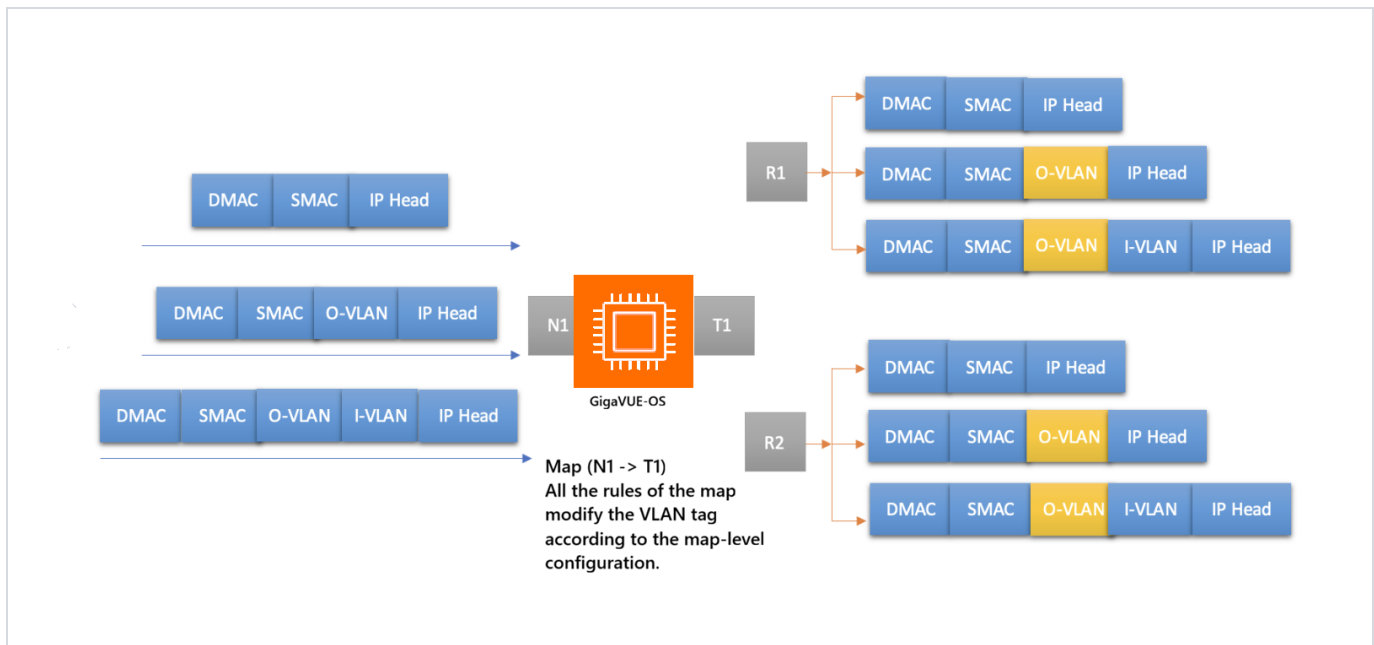 DMAC SMAC IP Head
DMAC SMAC O-VLAN IP Head
DMAC SMAC O-VLAN I-VLAN IP Head
N1
T1
GigaVUE-OS
Map (N1 -> T1)
All the rules of the map
modify the VLAN tag
according to the map-level
configuration.
R1
DMAC SMAC IP Head
DMAC SMAC O-VLAN IP Head
DMAC SMAC O-VLAN I-VLAN IP Head
R2
DMAC SMAC IP Head
DMAC SMAC O-VLAN IP Head
DMAC SMAC O-VLAN I-VLAN IP Head